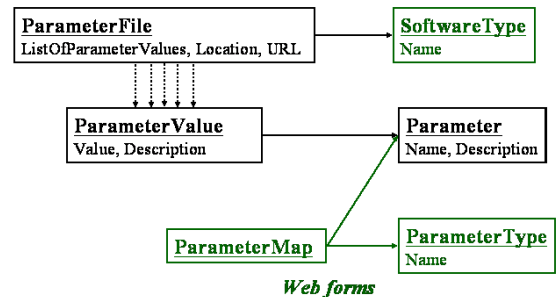 ParameterFile
ListOfParameterValues, Location, URL
SoftwareType
Name
ParameterValue
Value, Description
Parameter
Name, Description
ParameterMap
ParameterType
Name
Web forms